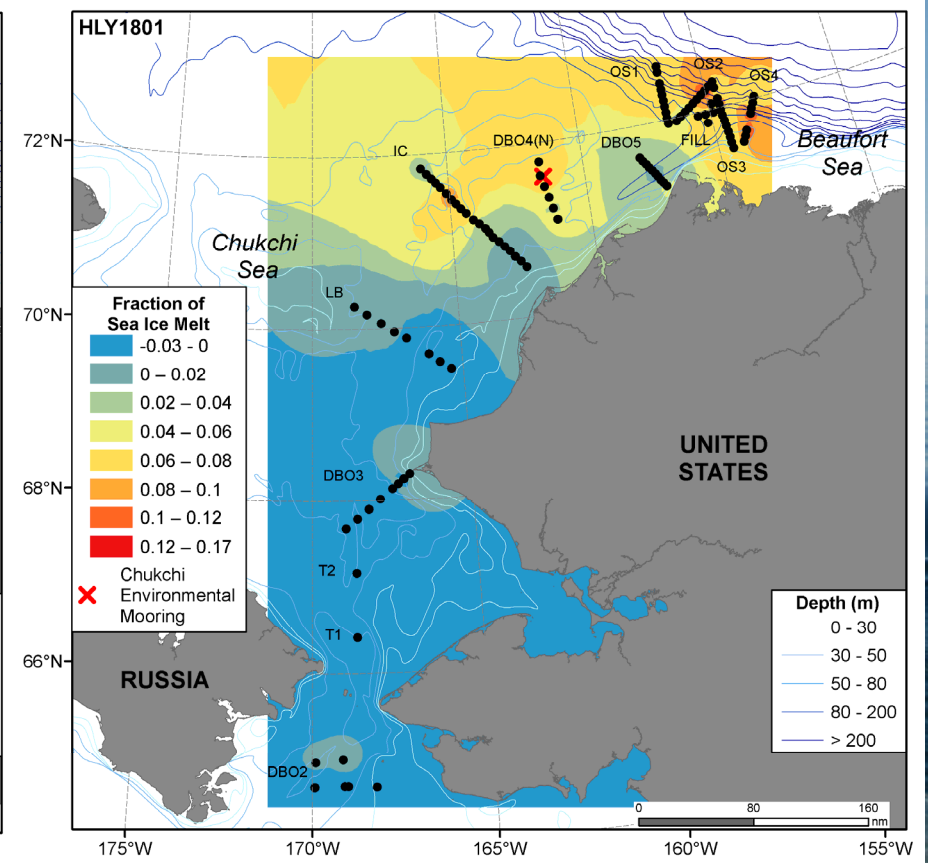 HLY1801
OS1
OS2
OS4
72°N
IC
DBO4(N)
DBO5
FILL
OS3
Beaufort
Sea
Chukchi
Sea
LB
70°N
Fraction of
Sea Ice Melt
-0.03 - 0
0 – 0.02
0.02 – 0.04
0.04 – 0.06
0.06 – 0.08
0.08 – 0.1
0.1 – 0.12
0.12 – 0.17
Chukchi
Environmental
Mooring
UNITED
STATES
DBO3
68°N
T2
T1
66°N
RUSSIA
DBO2
Depth (m)
0 - 30
30 - 50
50 - 80
80 - 200
> 200
0 80 160
nm
175°W 170°W 165°W 160°W 155°W